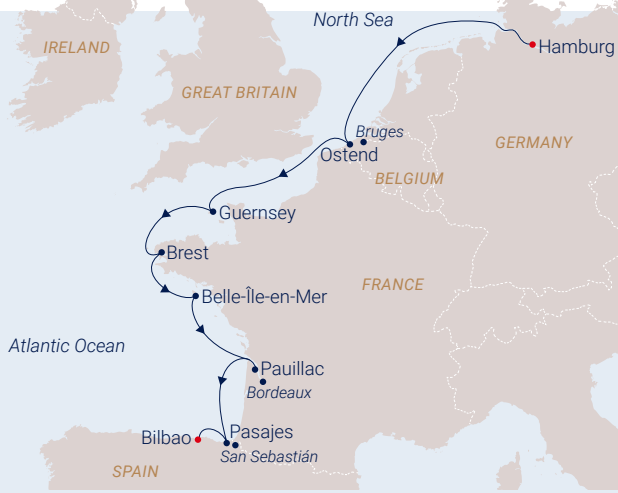 North Sea
IRELAND
Hamburg
GREAT BRITAIN
Bruges
GERMANY
Ostend
BELGIUM
Guernsey
Brest
FRANCE
Belle-Île-en-Mer
Atlantic Ocean
Pauillac
Bordeaux
Pasajes
Bilbao
San Sebastián
SPAIN